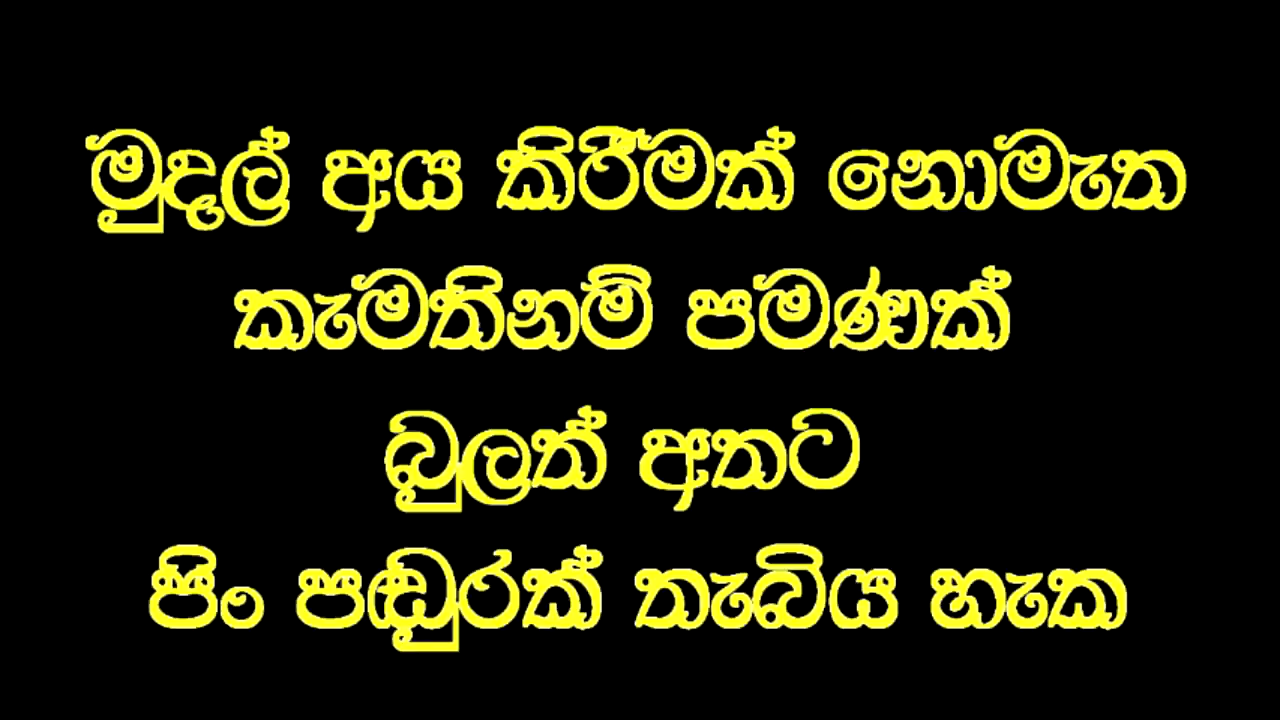 මුදල් අය කිරීමක් නොමැත
කැමතිනම් පමණක්
බුලත් අතට
පිං පඬුරක් තැබිය හැක